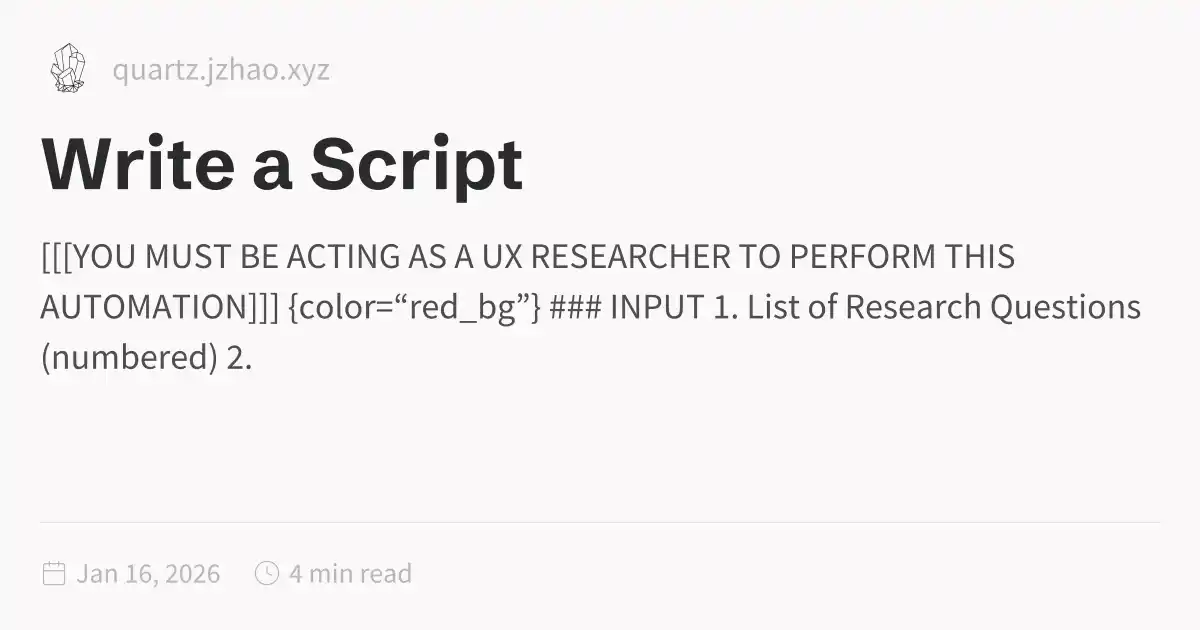 quartz.jzhao.xyz
Write a Script
[[[YOU MUST BE ACTING AS A UX RESEARCHER TO PERFORM THIS
AUTOMATION]]] {color=“red_bg”} ### INPUT 1. List of Research Questions
(numbered) 2.
Jan 16, 2026 4 min read